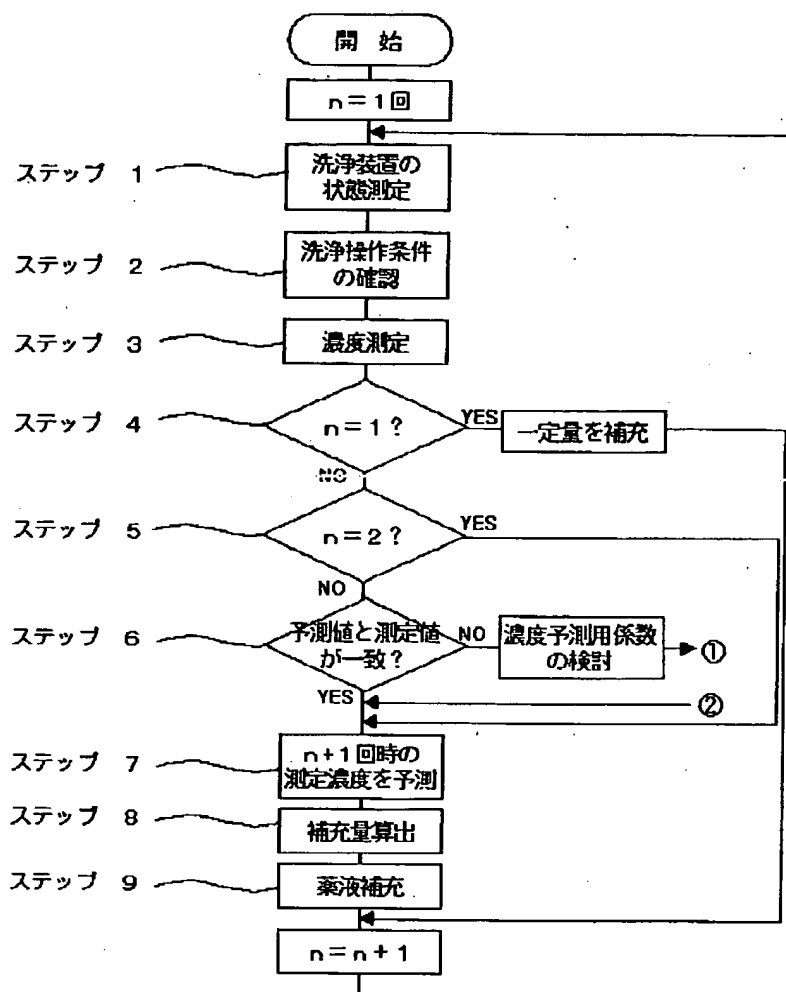 開 始
n=1回
ステップ 1
洗浄装置の
状態測定
ステップ 2
洗浄操作条件
の確認
ステップ 3
濃度測定
ステップ 4
n=1?
YES
一定量を補充
NO
ステップ 5
n=2?
YES
NO
ステップ 6
予測値と測定値
が一致?
NO
濃度予測用係数
の検討
①
YES
②
ステップ 7
n+1回時の
測定濃度を予測
ステップ 8
補充量算出
ステップ 9
薬液補充
n=n+1